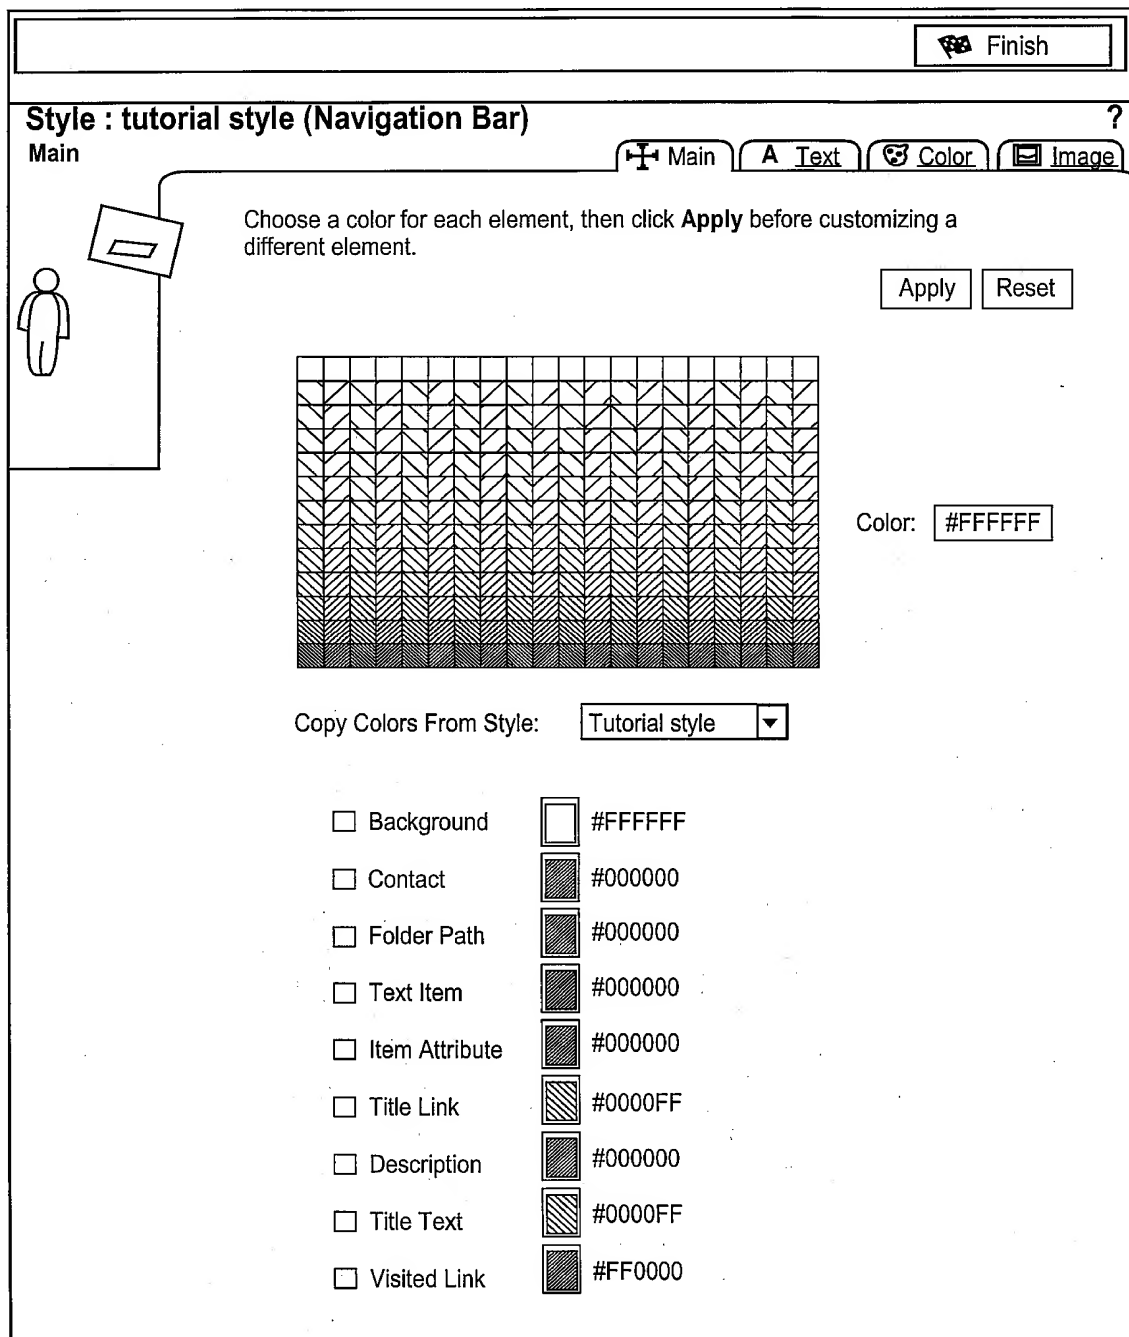 Finish
Style : tutorial style (Navigation Bar) ?
Main
Main A Text Color Image
Choose a color for each element, then click Apply before customizing a
different element.
Apply Reset
Color: #FFFFFF
Copy Colors From Style: Tutorial style
Background #FFFFFF
Contact #000000
Folder Path #000000
Text Item #000000
Item Attribute #000000
Title Link #0000FF
Description #000000
Title Text #0000FF
Visited Link #FF0000